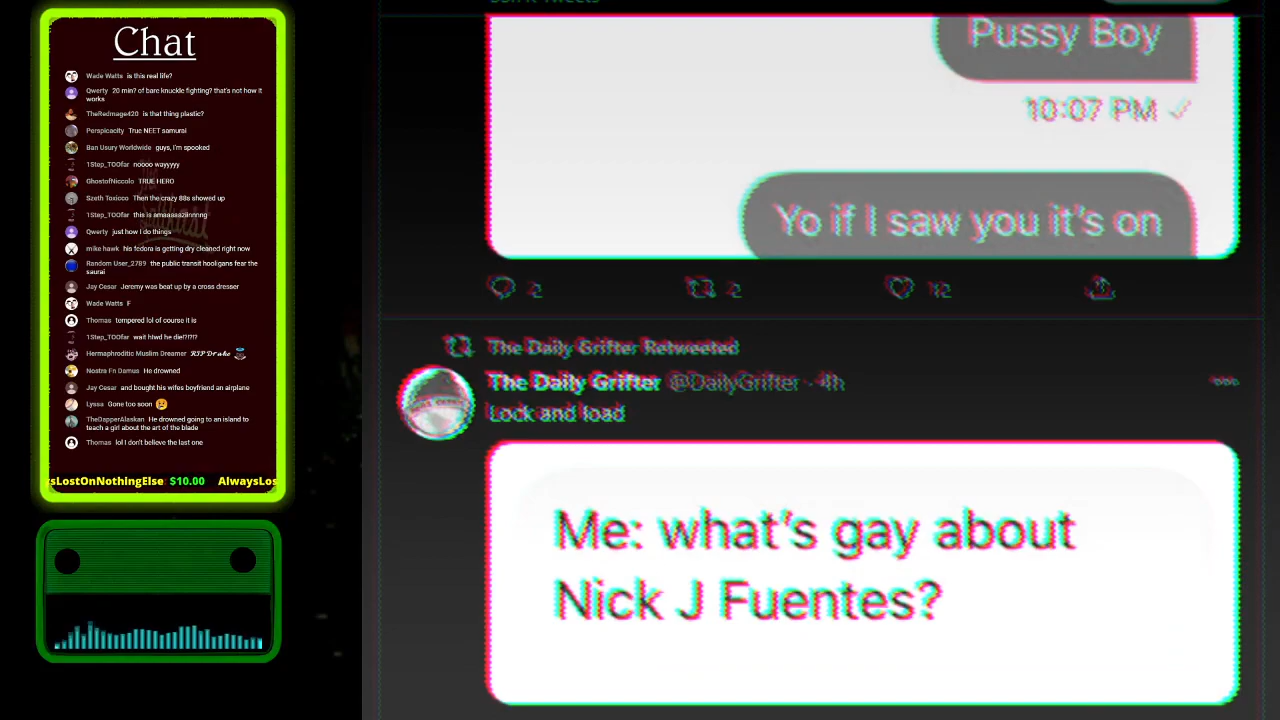 Chat
Wade Watts is this real life?
Qwerty 20 min? of bare knuckle fighting? that's not how it
works
TheRedmage420 is that thing plastic?
Perspicacity True NEET samurai
Ban Usury Worldwide guys, I'm spooked
1Step_TOOfar noooo wayyyyy
GhostofNiccolo TRUE HERO
Szeth Toxicco Then the crazy 88s showed up
1Step_TOOfar this is amaaaaaziinnnng
Qwerty just how I do things
mike hawk his fedora is getting dry cleaned right now
Random User_2789 the public transit hooligans fear the
saurai
Jay Cesar Jeremy was beat up by a cross dresser
Wade Watts F
Thomas tempered lol of course it is
1Step_TOOfar wait hIwd he die!?!?!?
Hermaphroditic Muslim Dreamer 𝓡𝓘𝓟 𝓓𝓻𝓪𝓴𝓮
Nostra Fn Damus He drowned
Jay Cesar and bought his wifes boyfriend an airplane
Lyssa Gone too soon 😢
TheDapperAlaskan He drowned going to an island to
teach a girl about the art of the blade
Thomas lol I don't believe the last one
sLostOnNothingElse $10.00 AlwaysLos
Tweets
Pussy Boy
10:07 PM ✓
Yo if I saw you it's on
2 2 12
The Daily Grifter Retweeted
The Daily Grifter @DailyGrifter · 4h
Lock and load
Me: what's gay about
Nick J Fuentes?